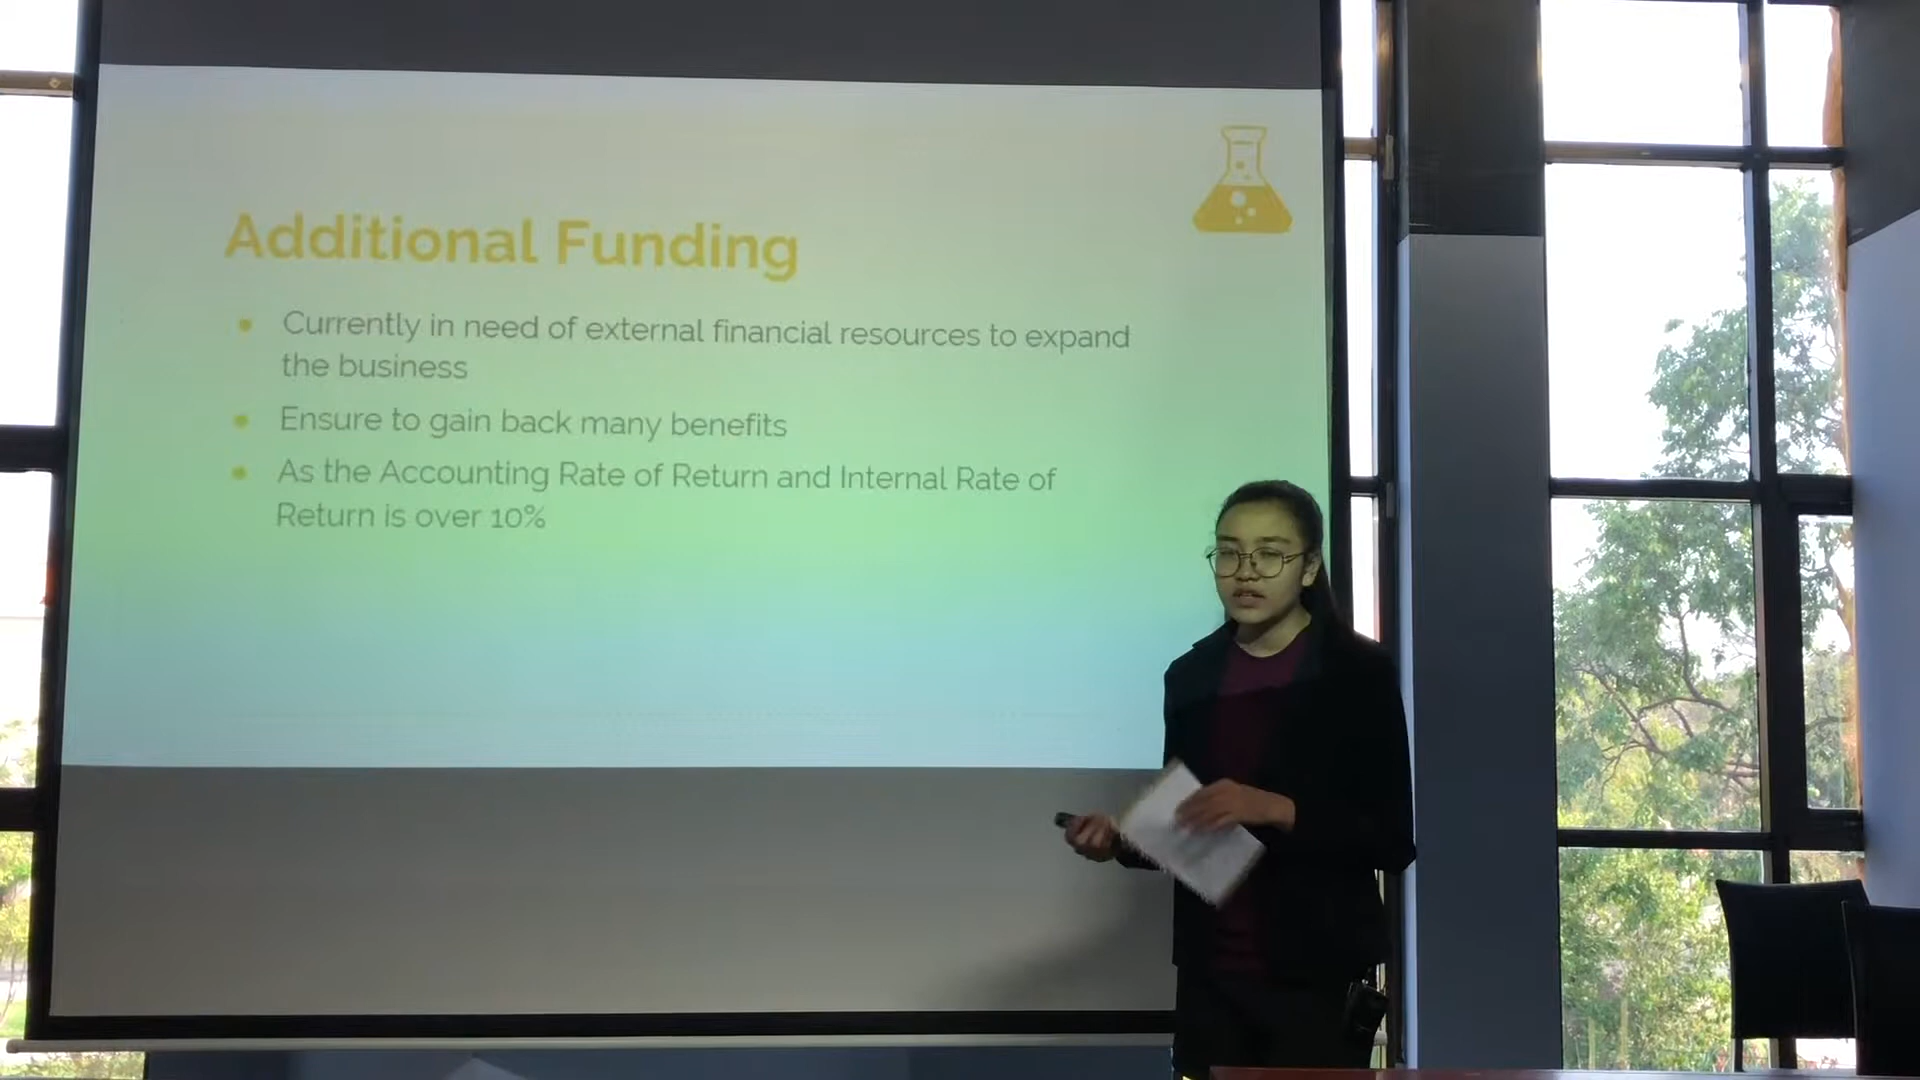 Additional Funding
Currently in need of external financial resources to expand
the business
Ensure to gain back many benefits
As the Accounting Rate of Return and Internal Rate of
Return is over 10%